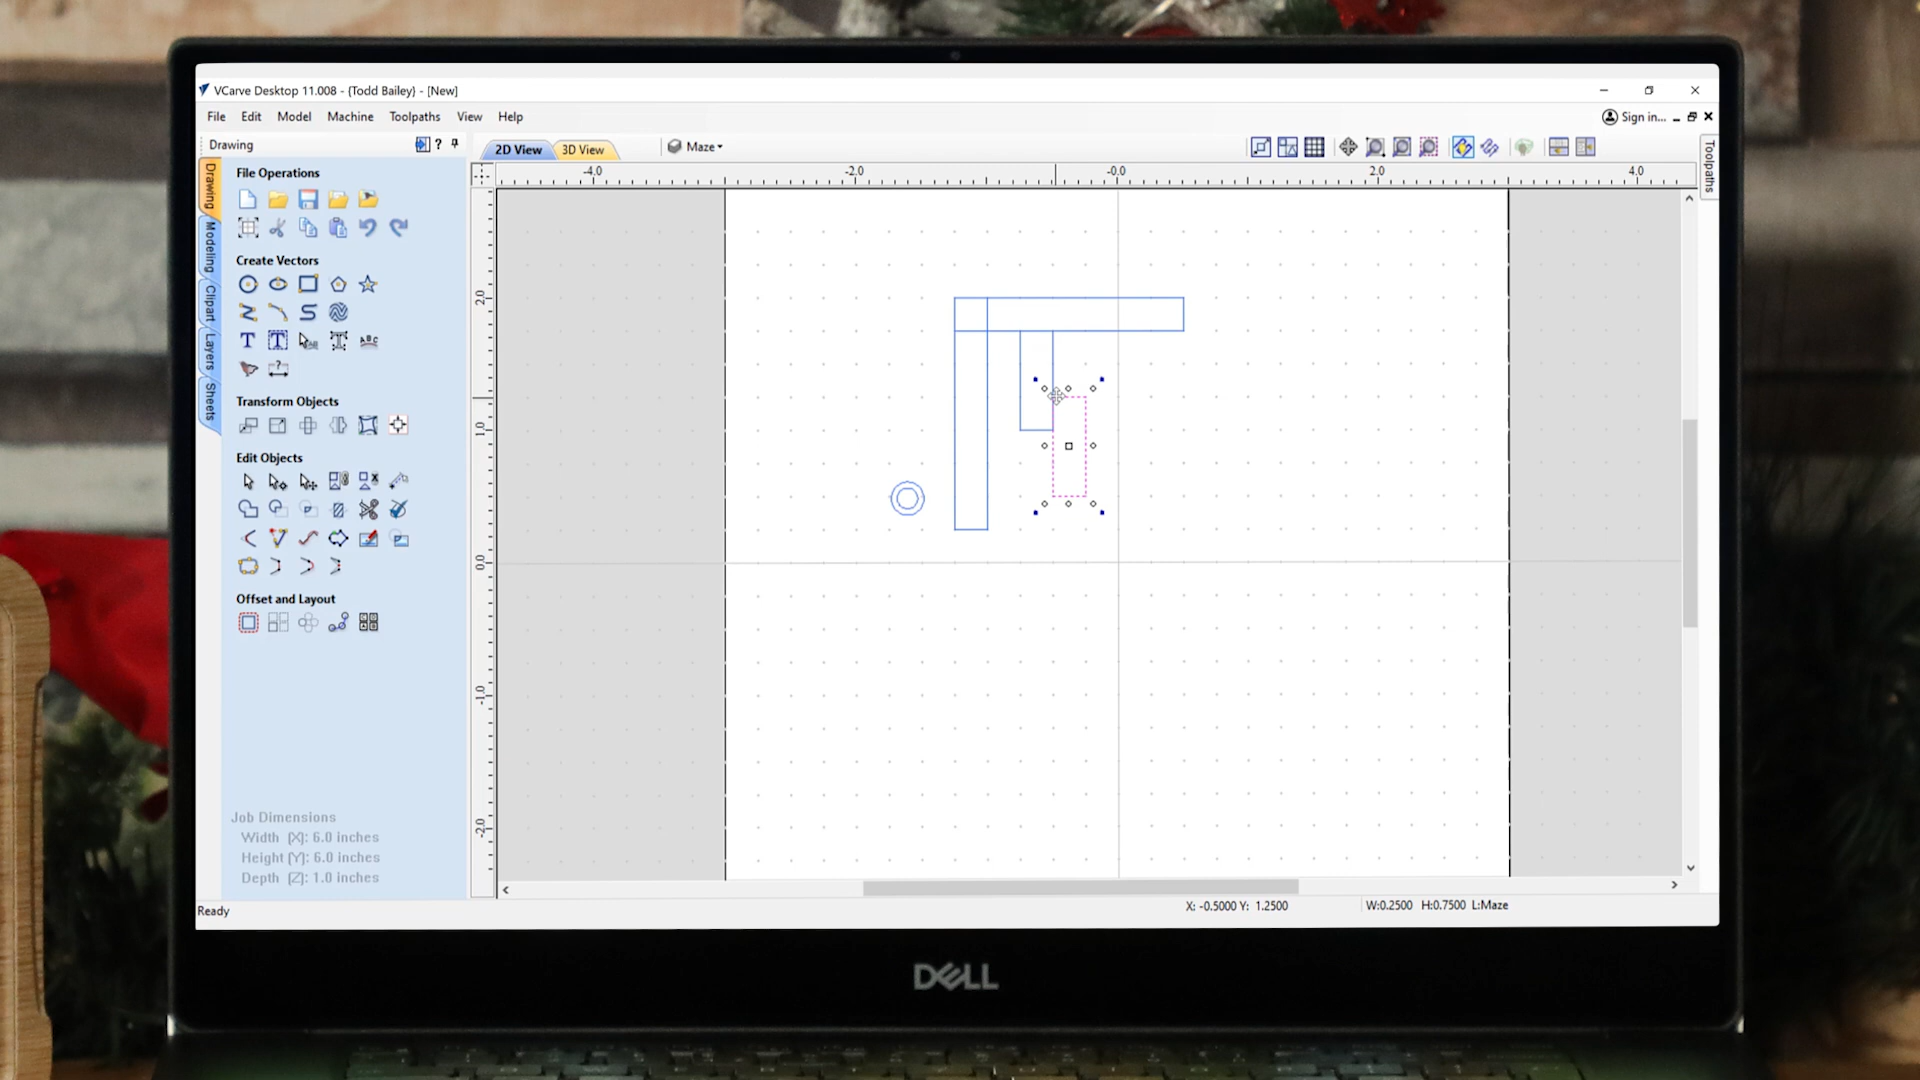 VCarve Desktop 11.008 - {Todd Bailey} - [New]
File Edit Model Machine Toolpaths View Help
Sign in...
Drawing
?
2D View
3D View
Maze
Toolpaths
-4.0 -2.0 -0.0 2.0 4.0
Drawing
Modeling
Clipart
Layers
Sheets
File Operations
Create Vectors
T T T ABC
?
Transform Objects
Edit Objects
Offset and Layout
2.0
1.0
0.0
-1.0
-2.0
Job Dimensions
Width (X): 6.0 inches
Height (Y): 6.0 inches
Depth (Z): 1.0 inches
Ready
X: -0.5000 Y: 1.2500
W:0.2500 H:0.7500 L:Maze
DELL